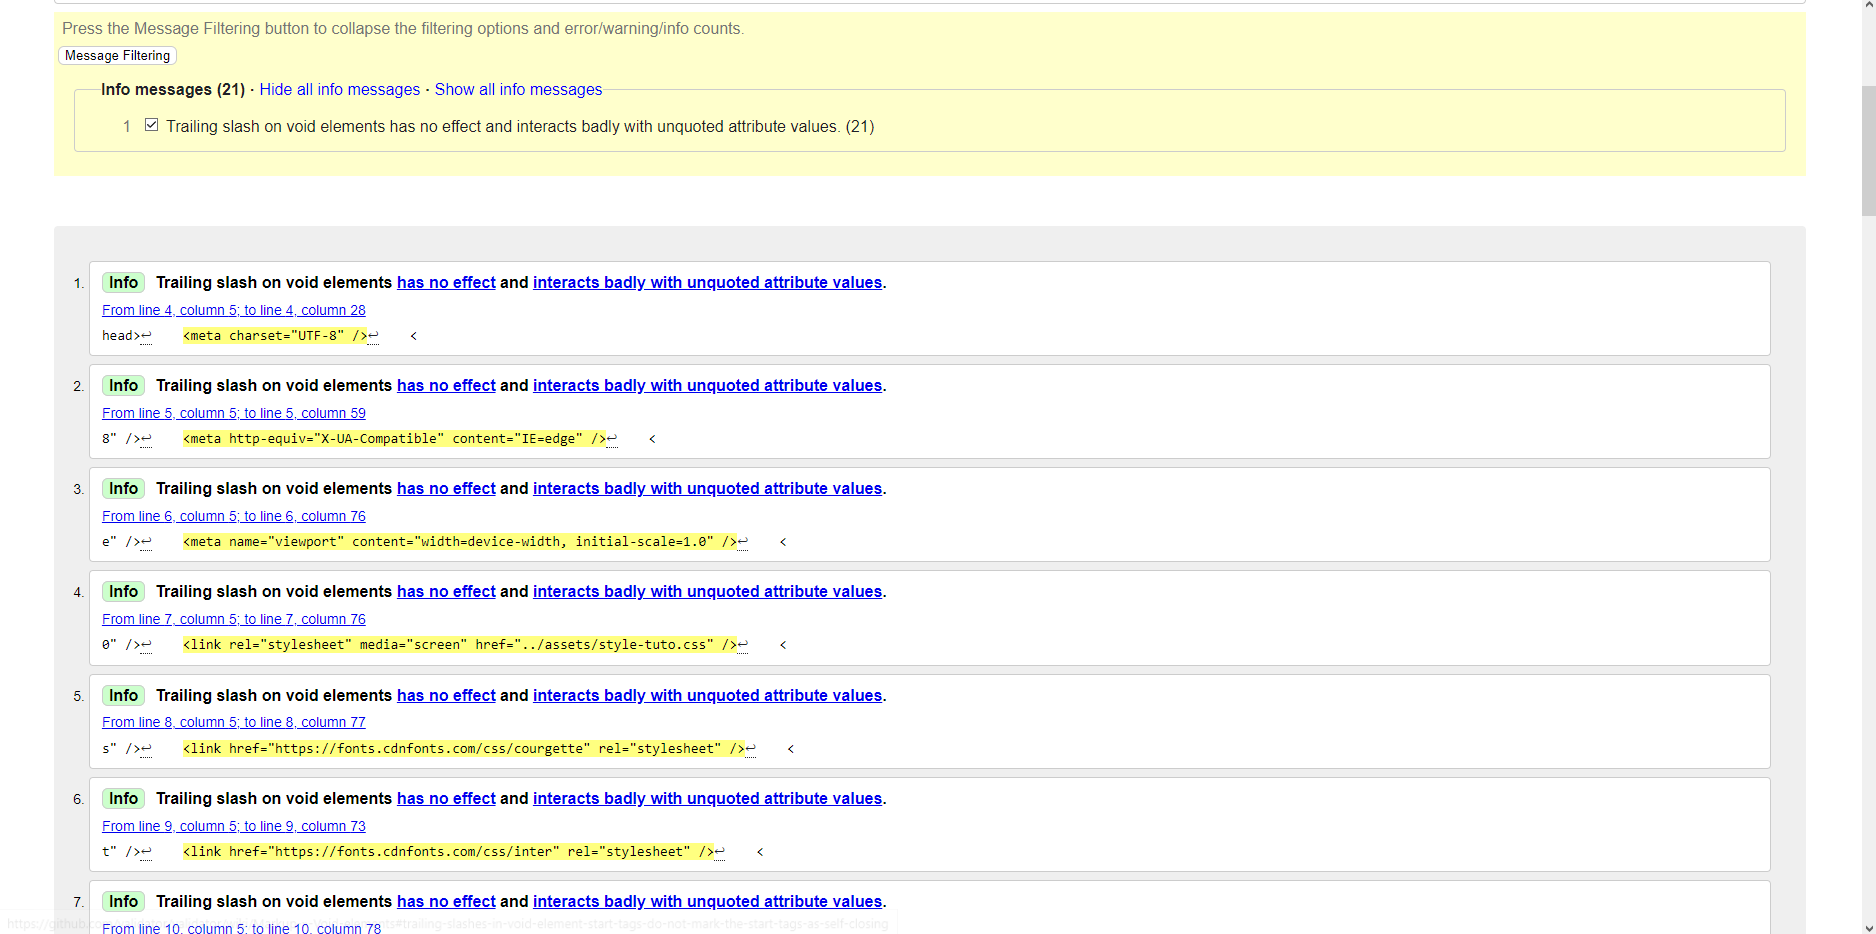 Press the Message Filtering button to collapse the filtering options and error/warning/info counts.
Message Filtering
Info messages (21) · Hide all info messages · Show all info messages
1 Trailing slash on void elements has no effect and interacts badly with unquoted attribute values. (21)
1. Info Trailing slash on void elements has no effect and interacts badly with unquoted attribute values.
From line 4, column 5; to line 4, column 28
head>↩ <meta charset="UTF-8" />↩ <
2. Info Trailing slash on void elements has no effect and interacts badly with unquoted attribute values.
From line 5, column 5; to line 5, column 59
8" />↩ <meta http-equiv="X-UA-Compatible" content="IE=edge" />↩ <
3. Info Trailing slash on void elements has no effect and interacts badly with unquoted attribute values.
From line 6, column 5; to line 6, column 76
e" />↩ <meta name="viewport" content="width=device-width, initial-scale=1.0" />↩ <
4. Info Trailing slash on void elements has no effect and interacts badly with unquoted attribute values.
From line 7, column 5; to line 7, column 76
0" />↩ <link rel="stylesheet" media="screen" href="../assets/style-tuto.css" />↩ <
5. Info Trailing slash on void elements has no effect and interacts badly with unquoted attribute values.
From line 8, column 5; to line 8, column 77
s" />↩ <link href="https://fonts.cdnfonts.com/css/courgette" rel="stylesheet" />↩ <
6. Info Trailing slash on void elements has no effect and interacts badly with unquoted attribute values.
From line 9, column 5; to line 9, column 73
t" />↩ <link href="https://fonts.cdnfonts.com/css/inter" rel="stylesheet" />↩ <
7. Info Trailing slash on void elements has no effect and interacts badly with unquoted attribute values.
https://github.co ts#trailing-slashes-in-void-element-start-tags-do-not-mark-the-start-tags-as-self-closing
From line 10, column 5; to line 10, column 78